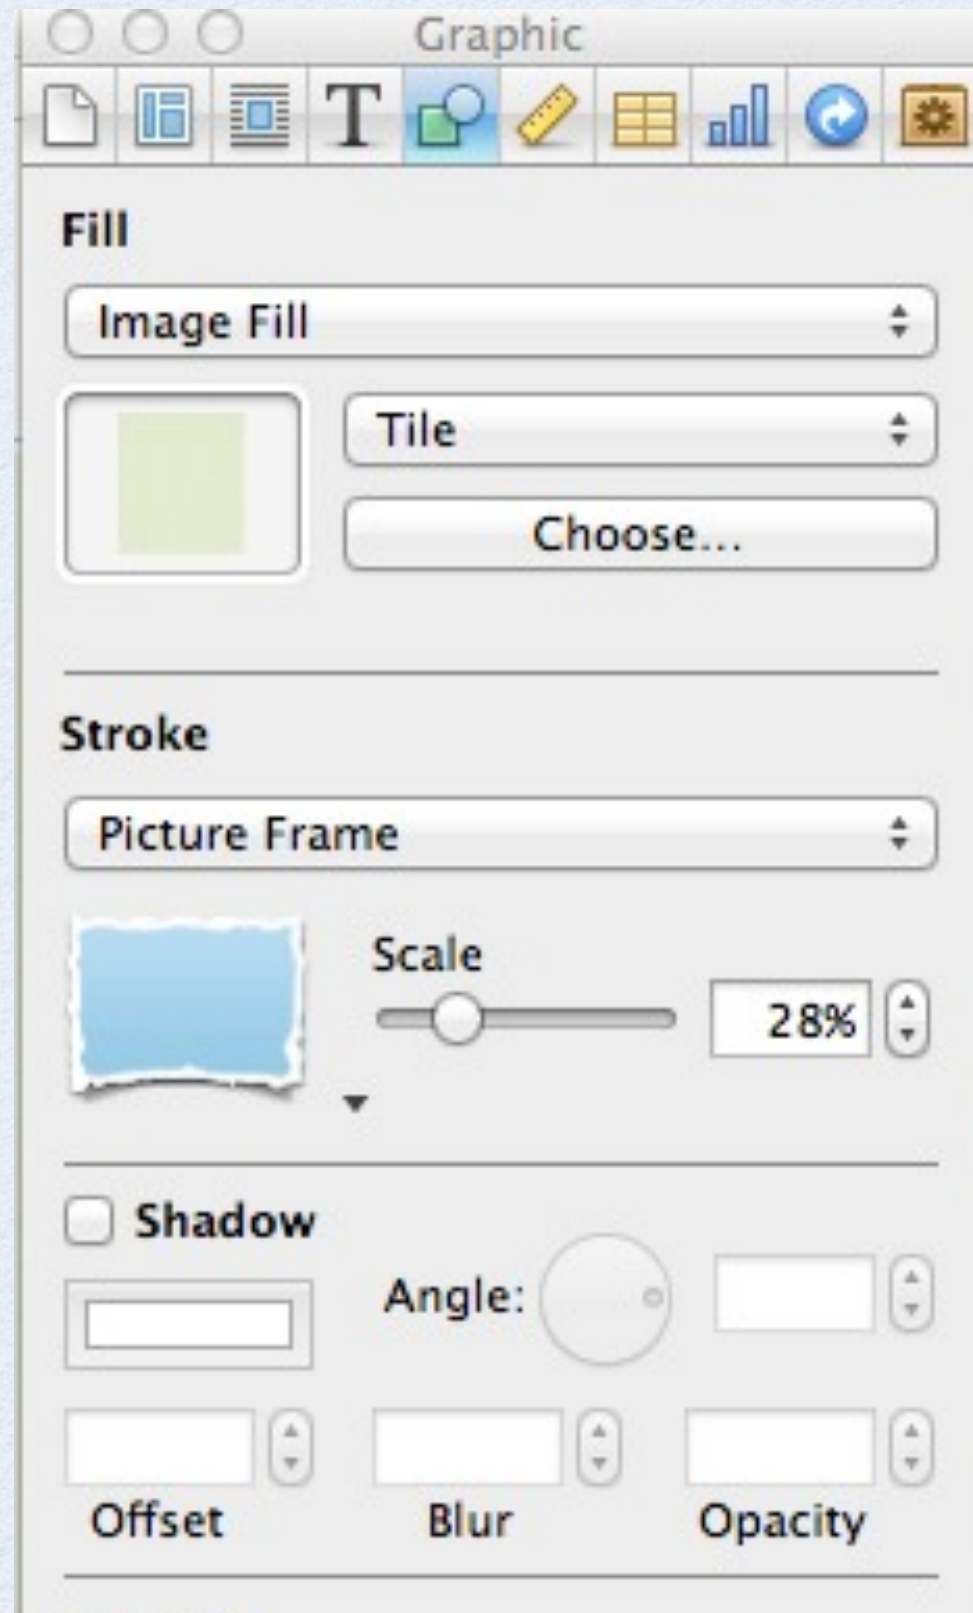 Graphic
T
Fill
Image Fill
Tile
Choose...
Stroke
Picture Frame
Scale
28%
Shadow
Angle:
Offset Blur Opacity